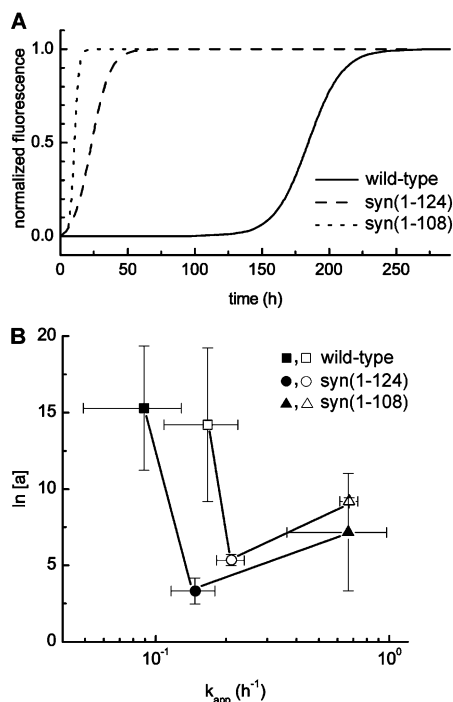 A
normalized fluorescence
1.0
0.5
0.0
wild-type
syn(1-124)
syn(1-108)
0 50 100 150 200 250
time (h)
B
ln [a]
20
15
10
5
0
wild-type
syn(1-124)
syn(1-108)
10⁻¹ 10⁰
k_app (h⁻¹)